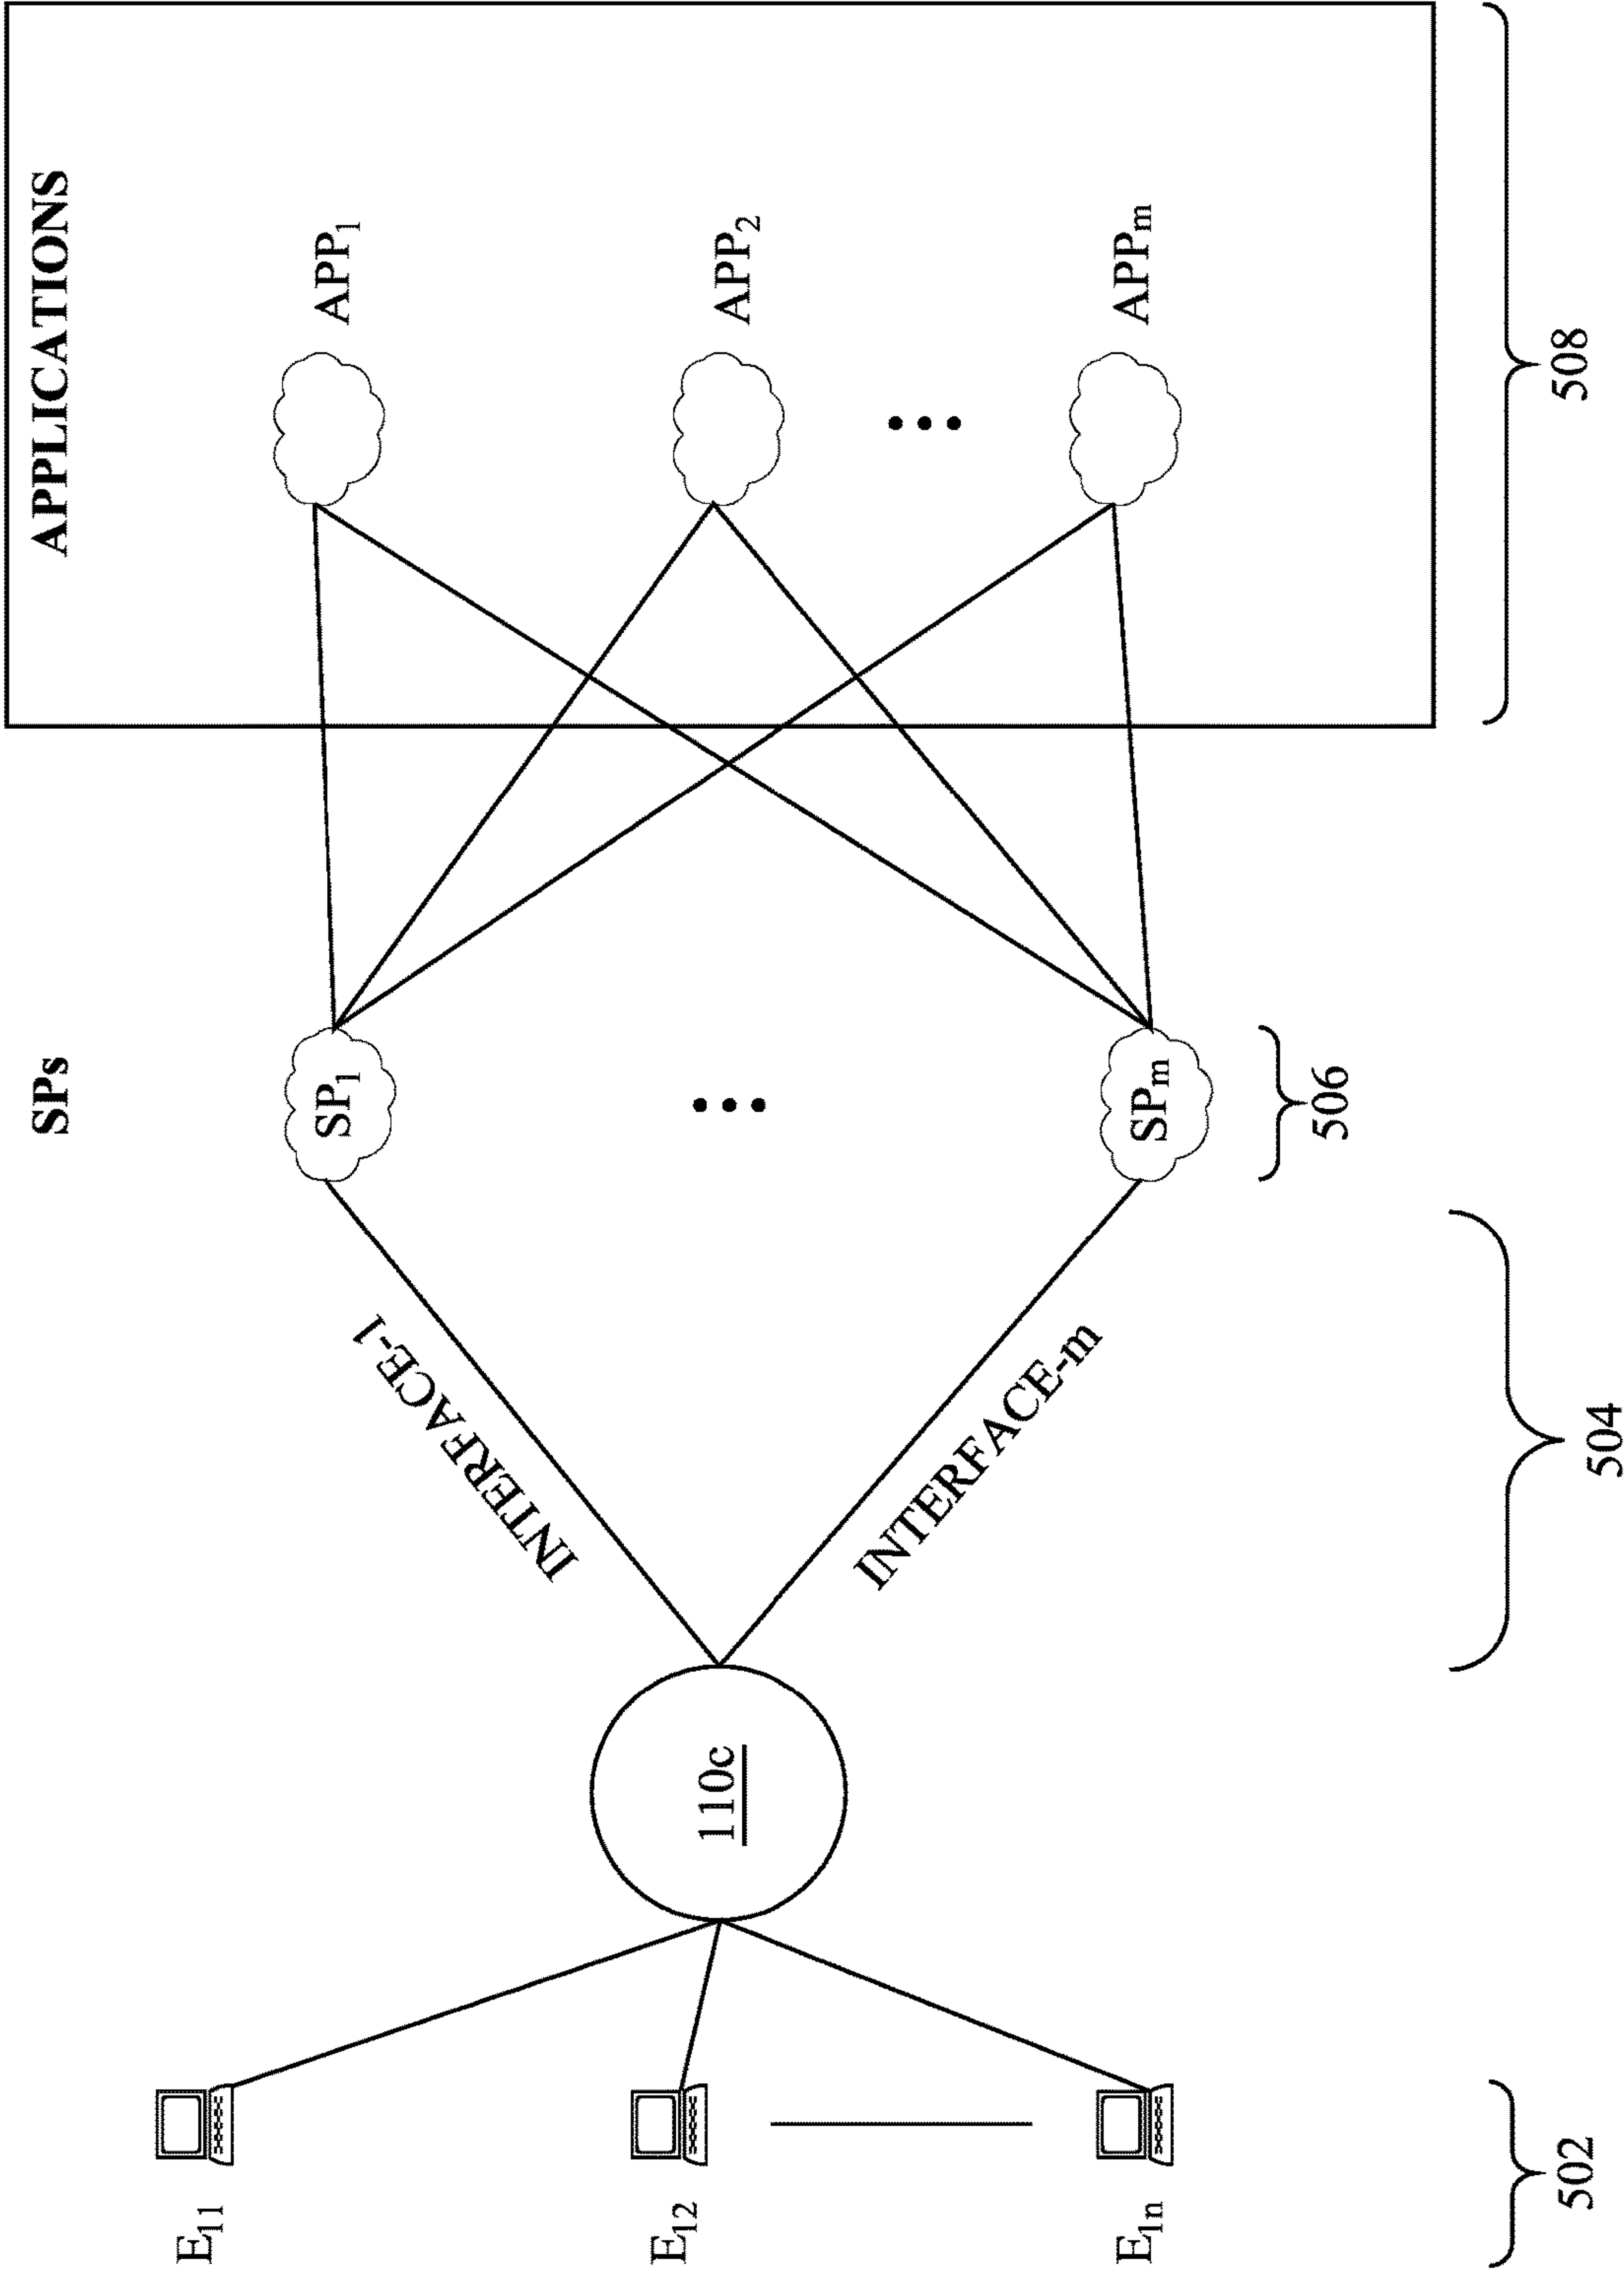 SPs
APPLICATIONS
E11
E12
E1n
110c
INTERFACE-1
INTERFACE-m
SP1
SPm
APP1
APP2
APPm
502
504
506
508